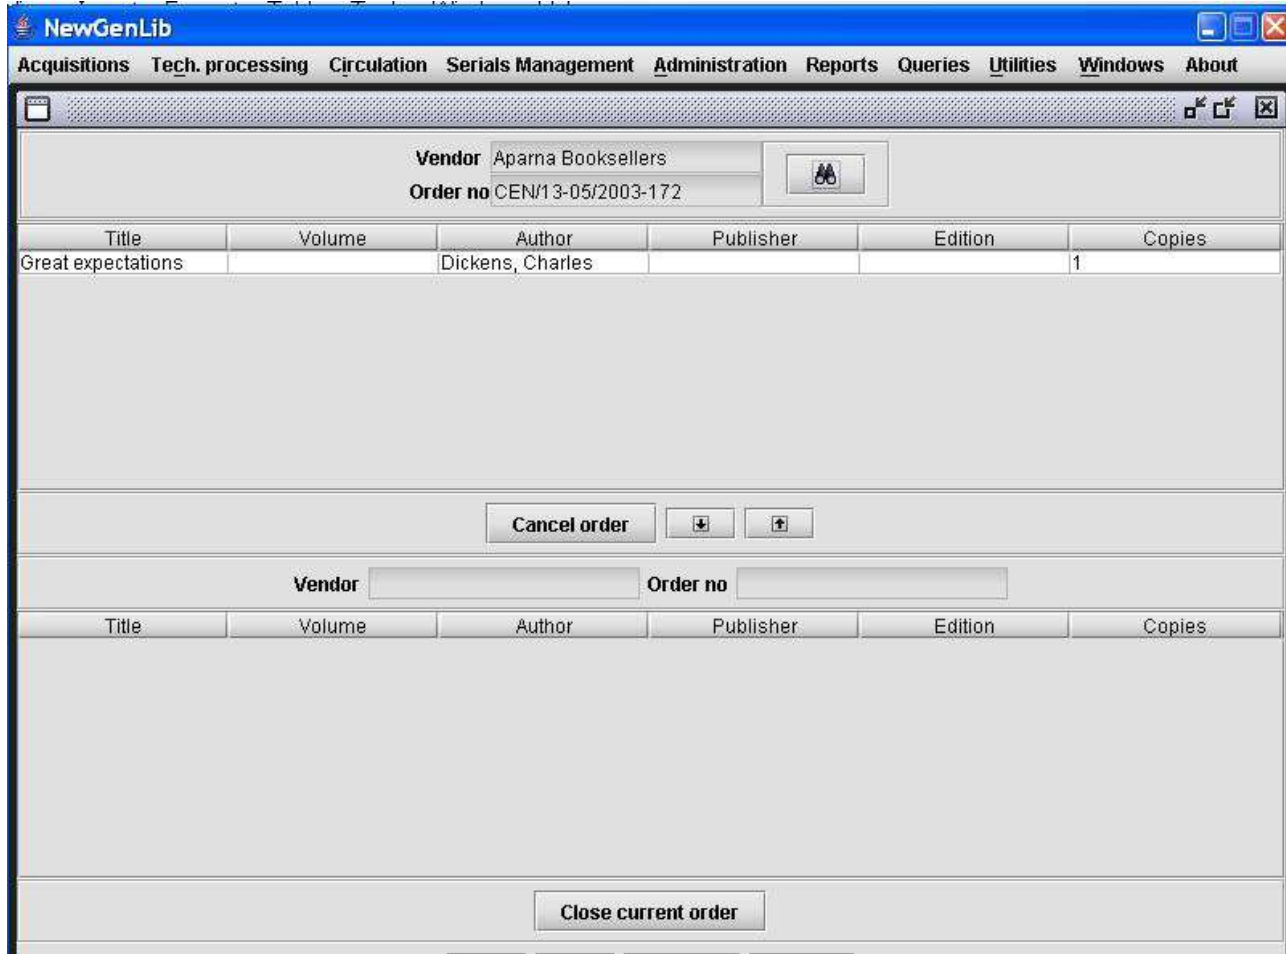 NewGenLib
Acquisitions Tech. processing Circulation Serials Management Administration Reports Queries Utilities Windows About
Vendor Aparna Booksellers
Order no CEN/13-05/2003-172
Title Volume Author Publisher Edition Copies
Great expectations Dickens, Charles 1
Cancel order
Vendor Order no
Title Volume Author Publisher Edition Copies
Close current order